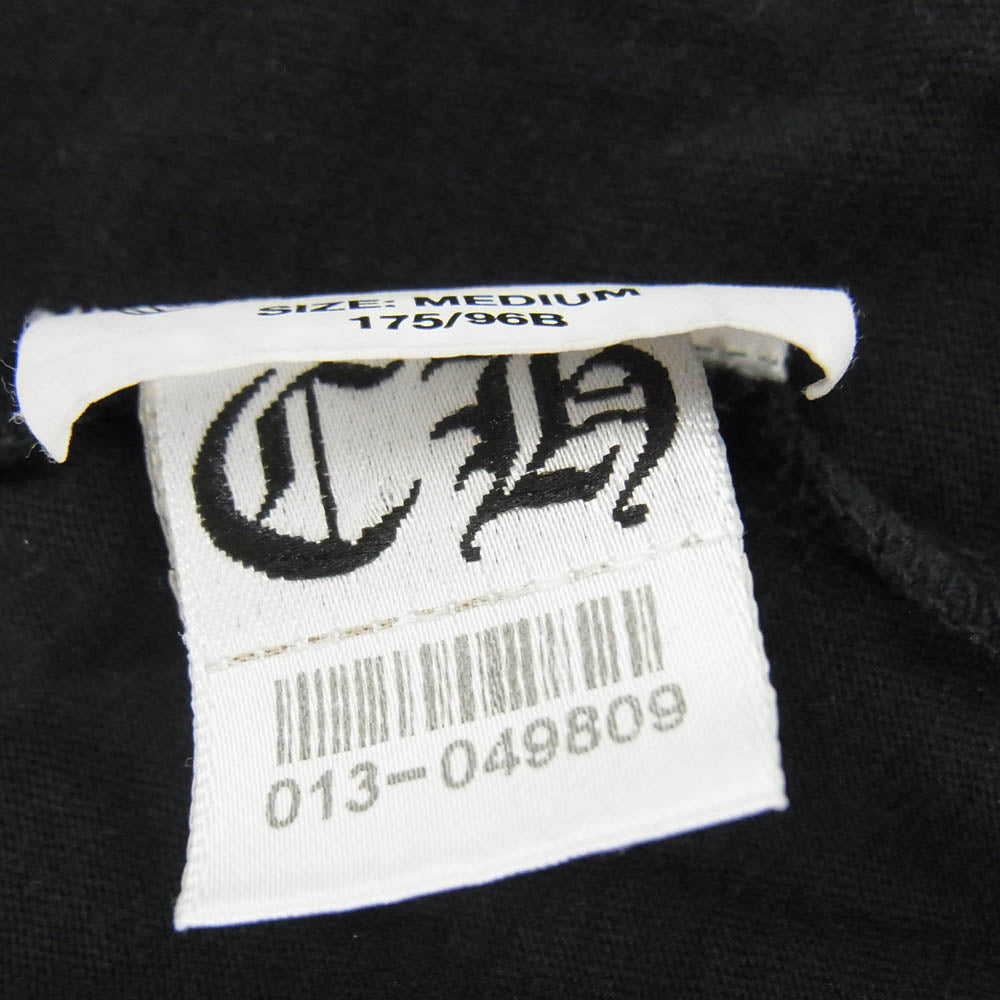 SIZE: MEDIUM
175/96B
CH
013-049809